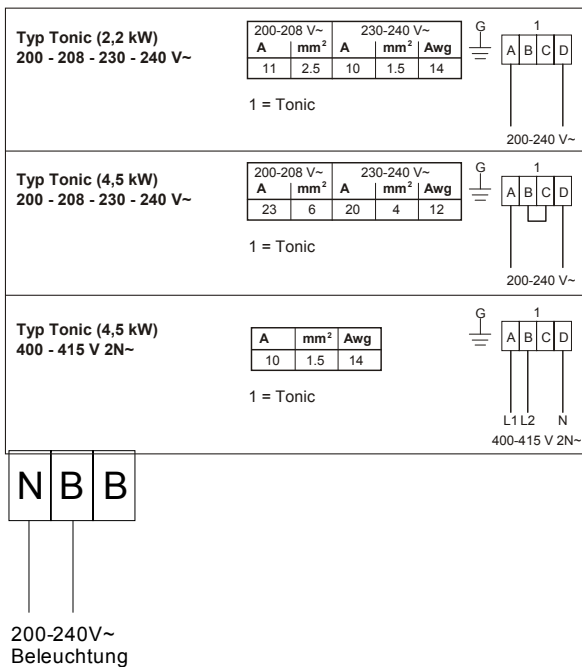 Typ Tonic (2,2 kW)
200 - 208 - 230 - 240 V~
200-208 V~ 230-240 V~
A mm² A mm² Awg
11 2.5 10 1.5 14
1 = Tonic
G 1
A B C D
200-240 V~
Typ Tonic (4,5 kW)
200 - 208 - 230 - 240 V~
200-208 V~ 230-240 V~
A mm² A mm² Awg
23 6 20 4 12
1 = Tonic
G 1
A B C D
200-240 V~
Typ Tonic (4,5 kW)
400 - 415 V 2N~
A mm² Awg
10 1.5 14
1 = Tonic
G 1
A B C D
L1 L2 N
400-415 V 2N~
N B B
200-240V~
Beleuchtung